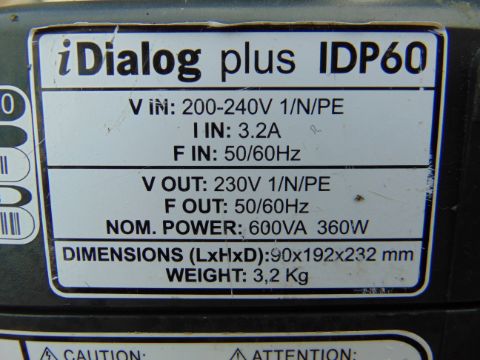 iDialog plus IDP60
V IN: 200-240V 1/N/PE
I IN: 3.2A
F IN: 50/60Hz
V OUT: 230V 1/N/PE
F OUT: 50/60Hz
NOM. POWER: 600VA 360W
DIMENSIONS (LxHxD):90x192x232 mm
WEIGHT: 3,2 Kg
CAUTION:
ATTENTION: